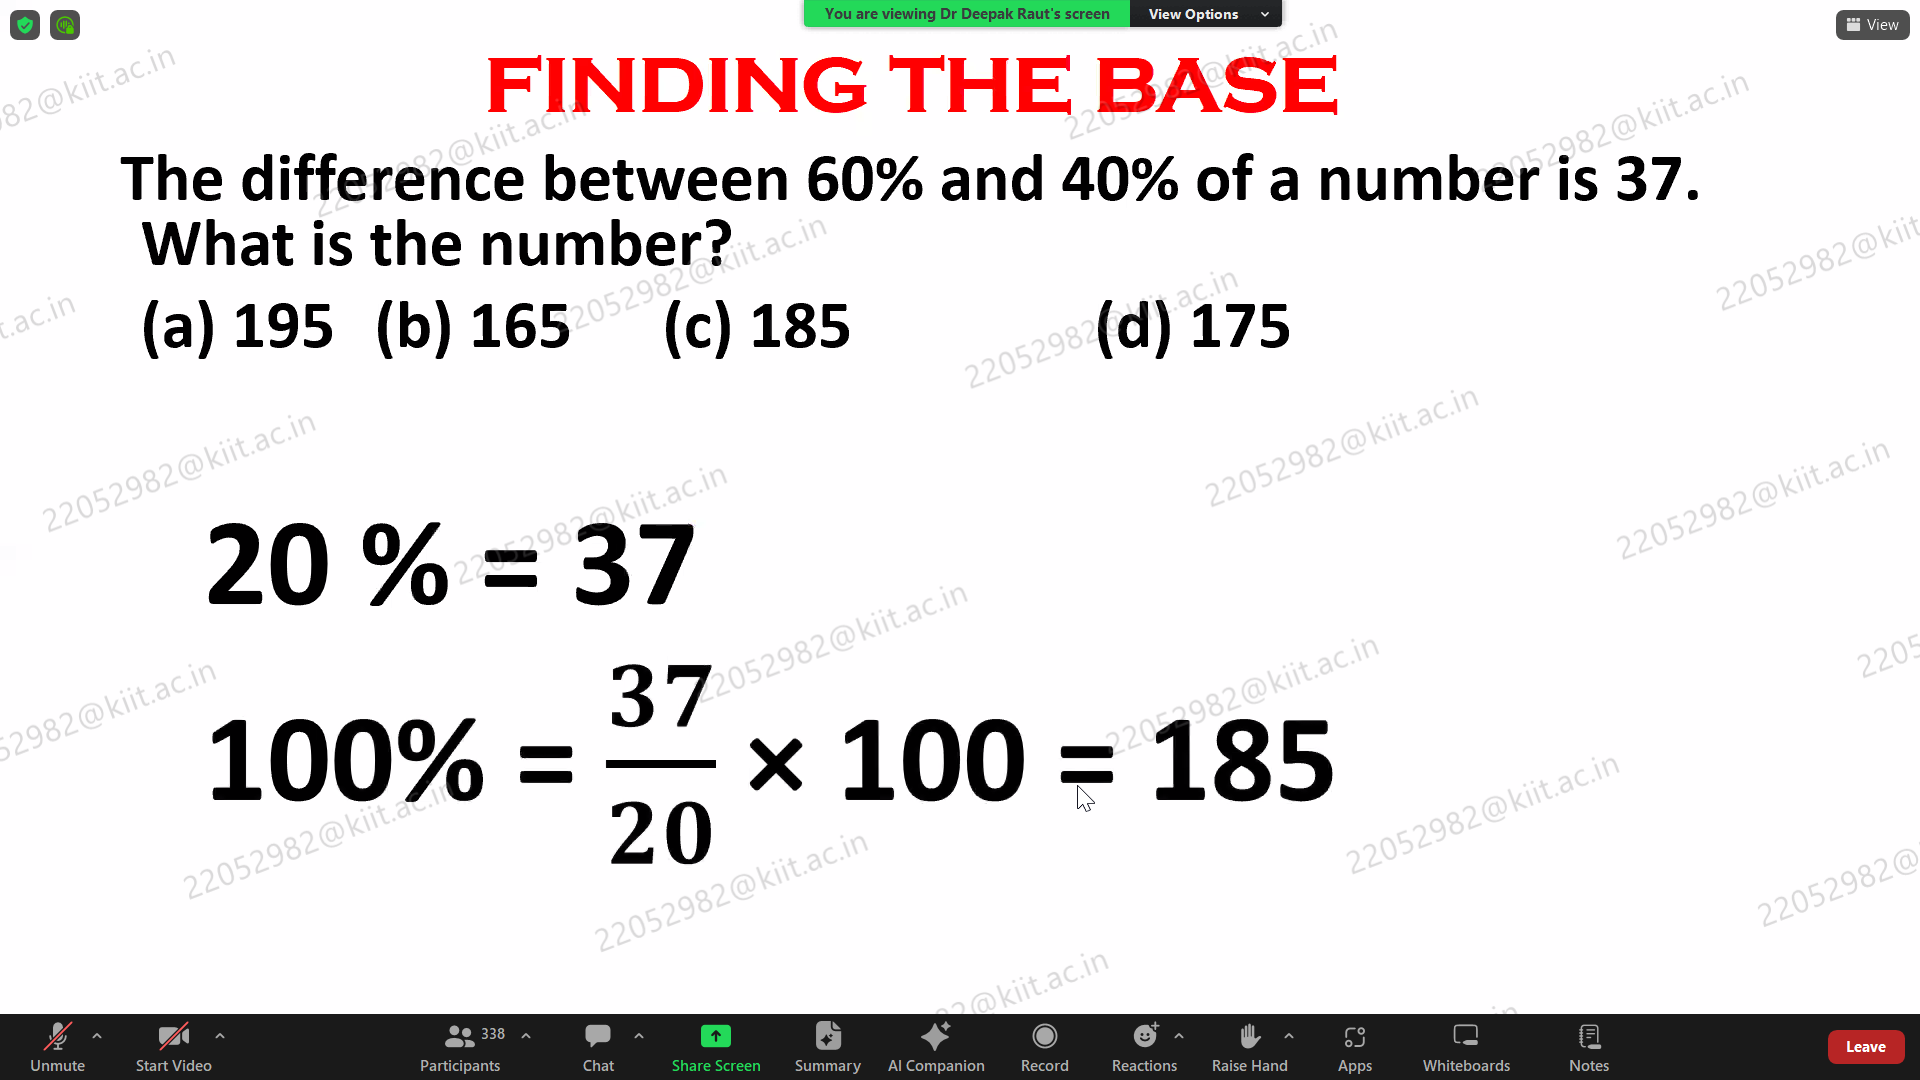 You are viewing Dr Deepak Raut's screen View Options
View
FINDING THE BASE
The difference between 60% and 40% of a number is 37.
What is the number?
(a) 195 (b) 165 (c) 185 (d) 175
20 % = 37
100% = 37/20 × 100 = 185
22052982@kiit.ac.in
Unmute Start Video Participants 338 Chat Share Screen Summary AI Companion Record Reactions Raise Hand Apps Whiteboards Notes Leave